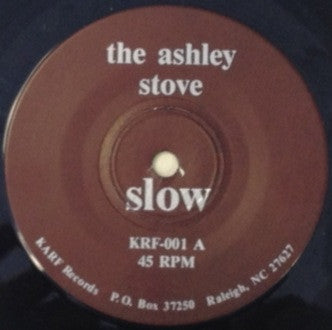 the ashley
stove
slow
KRF-001 A
45 RPM
KARF Records P.O. Box 37250 Raleigh, NC 27627